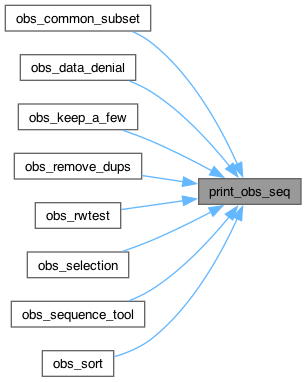 obs_common_subset
obs_data_denial
obs_keep_a_few
obs_remove_dups
print_obs_seq
obs_rwtest
obs_selection
obs_sequence_tool
obs_sort